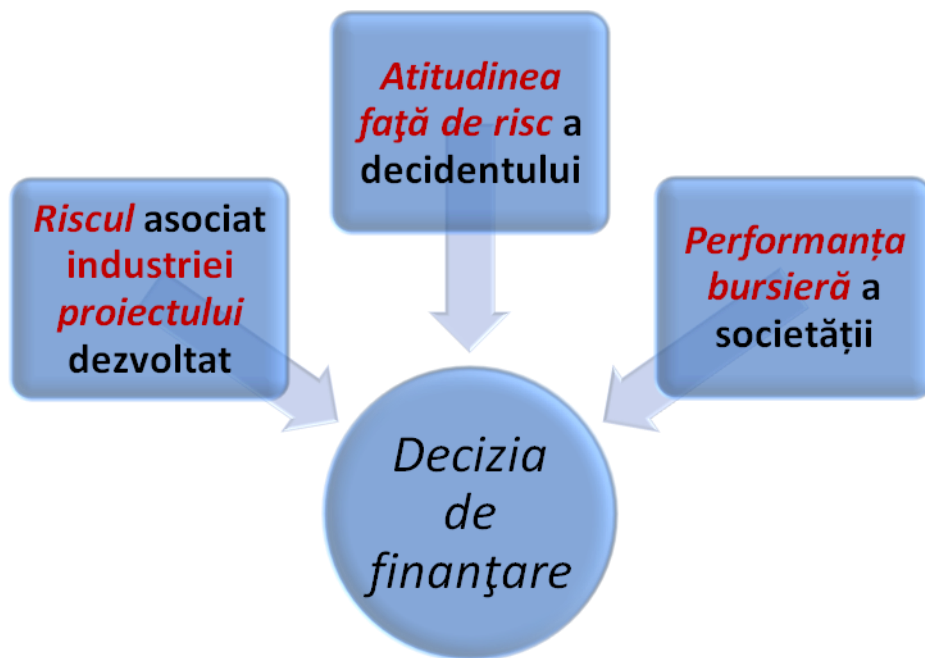 Atitudinea
faţă de risc a
decidentului
Riscul asociat
industriei
proiectului
dezvoltat
Performanța
bursieră a
societății
Decizia
de
finanţare